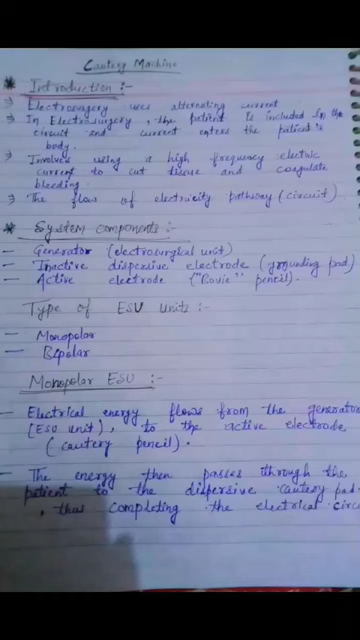 Cautery Machine
* Introduction :-
→ Electrosurgery uses alternating current
→ In Electrosurgery, the patient is included in the
circuit and current enters the patient's
body.
→ Involves using a high frequency electric
current to cut tissue and coagulate
bleeding.
→ The flow of electricity pathway (circuit)
* System components :-
- Generator (electrosurgical unit)
- Inactive dispersive electrode (grounding pad)
- Active electrode ("Bovie" pencil).
Type of ESU units :-
- Monopolar
- Bipolar
Monopolar ESU :-
- Electrical energy flows from the generator
(ESU unit), to the active electrode
(cautery pencil).
- The energy then passes through the
patient to the dispersive cautery pad
, thus completing the electrical circ